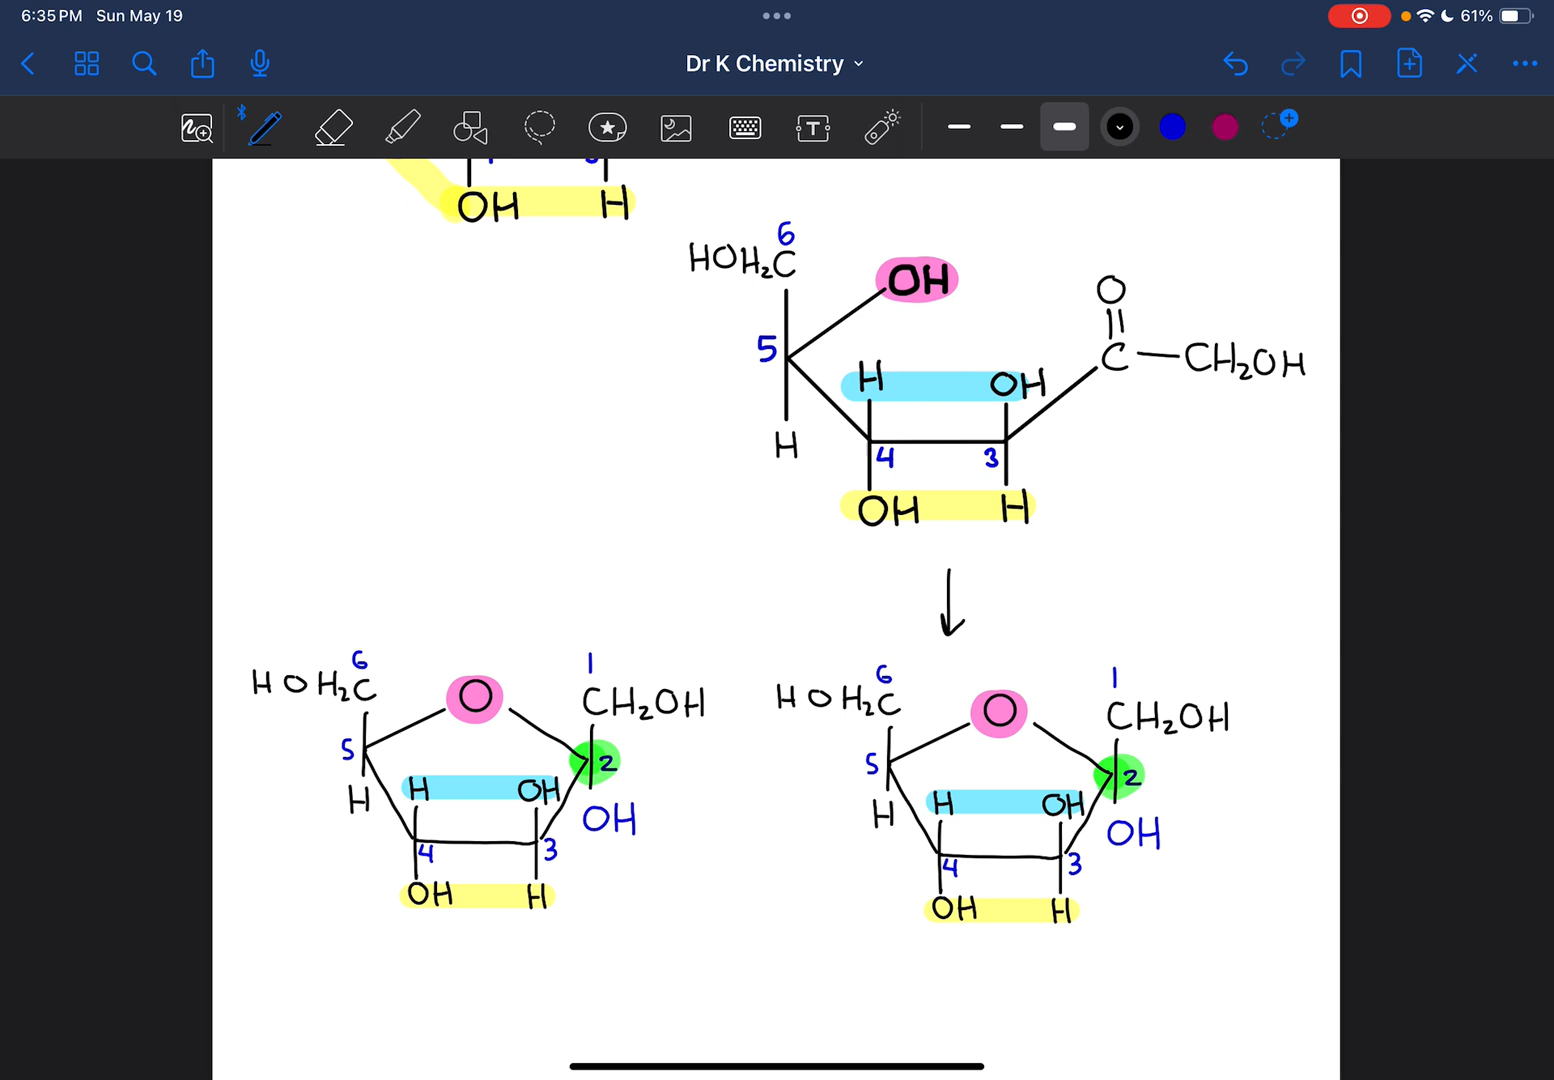 6:35 PM Sun May 19
61%
Dr K Chemistry
T
OH H
6
HOH₂C OH O
5 C—CH₂OH
H OH
H 4 3
OH H
6 1
HOH₂C O CH₂OH
5 2
H H OH OH
4 3
OH H
6 1
HOH₂C O CH₂OH
5 2
H H OH OH
4 3
OH H